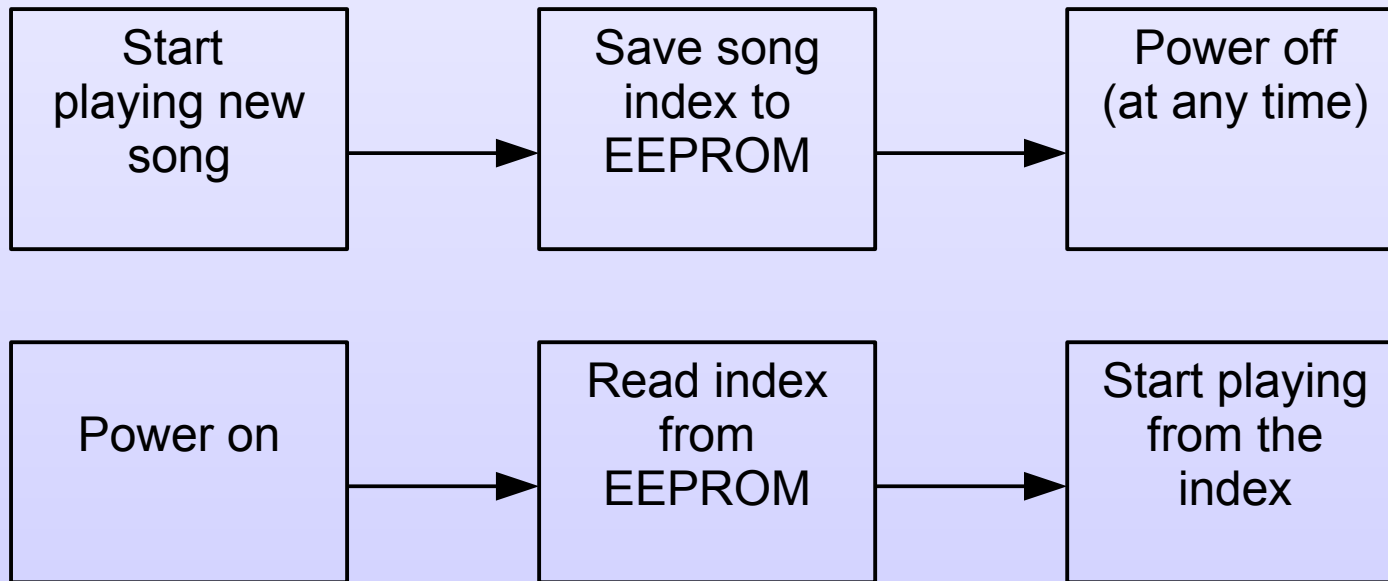 Start
playing new
song
Save song
index to
EEPROM
Power off
(at any time)
Power on
Read index
from
EEPROM
Start playing
from the
index